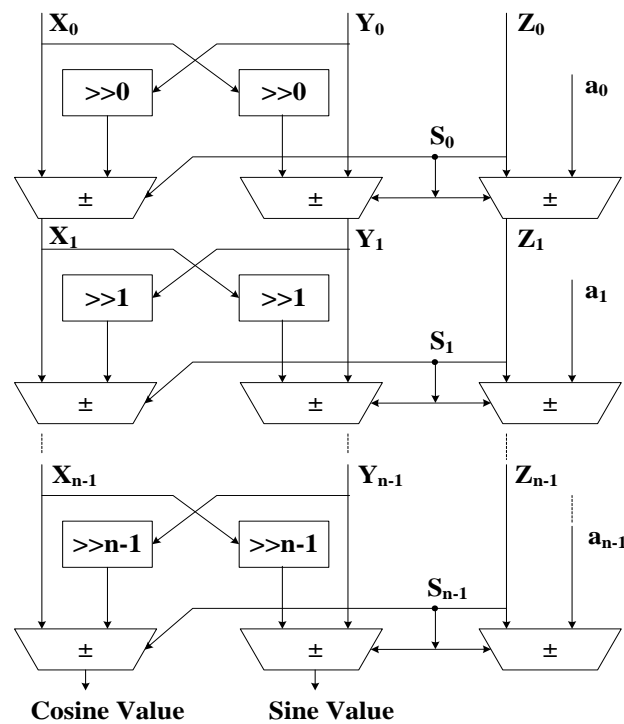 X₀ Y₀ Z₀
>>0 >>0 a₀
S₀
± ± ±
X₁ Y₁ Z₁
>>1 >>1 a₁
S₁
± ± ±
Xₙ₋₁ Yₙ₋₁ Zₙ₋₁
>>n-1 >>n-1 aₙ₋₁
Sₙ₋₁
± ± ±
Cosine Value Sine Value